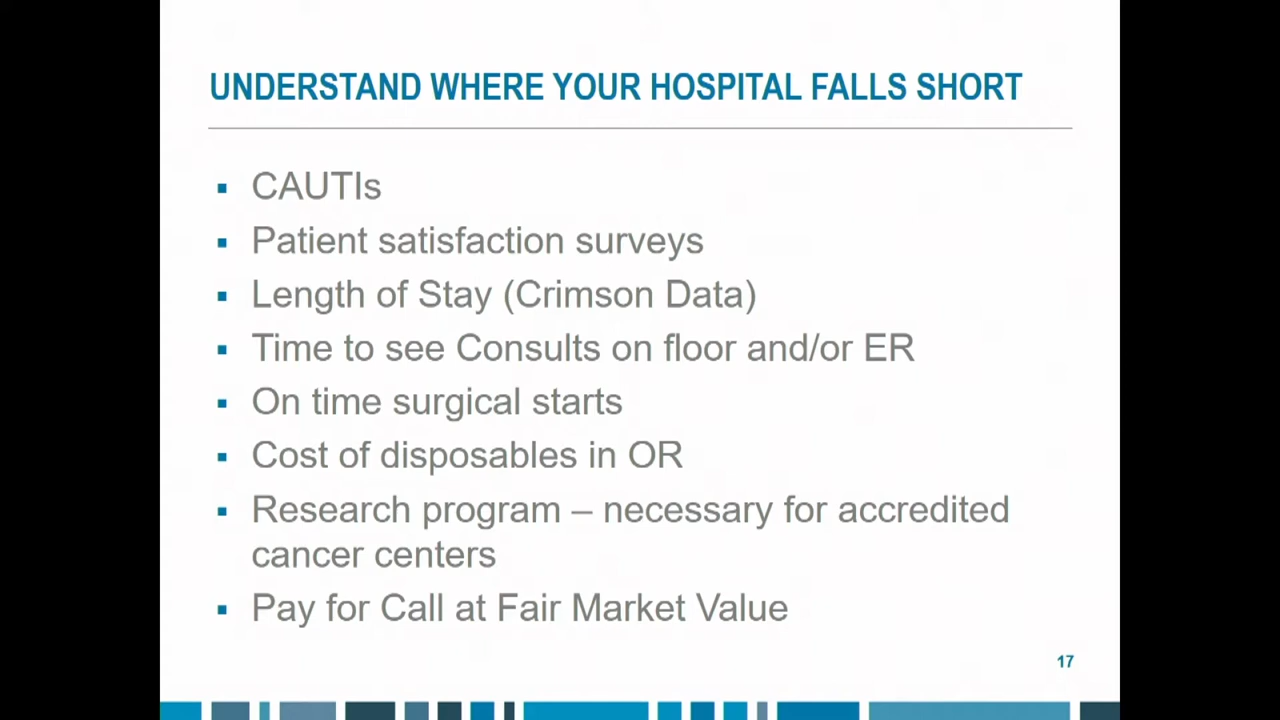 UNDERSTAND WHERE YOUR HOSPITAL FALLS SHORT
▪ CAUTIs
▪ Patient satisfaction surveys
▪ Length of Stay (Crimson Data)
▪ Time to see Consults on floor and/or ER
▪ On time surgical starts
▪ Cost of disposables in OR
▪ Research program – necessary for accredited
cancer centers
▪ Pay for Call at Fair Market Value
17